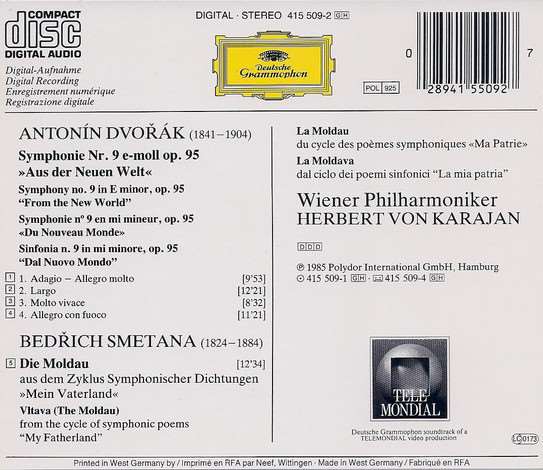 COMPACT
disc
DIGITAL AUDIO
DIGITAL · STEREO 415 509-2 GH
Deutsche
Grammophon
0 7
28941 55092
POL 925
Digital-Aufnahme
Digital Recording
Enregistrement numérique
Registrazione digitale
ANTONÍN DVOŘÁK (1841–1904)
Symphonie Nr. 9 e-moll op. 95
»Aus der Neuen Welt«
Symphony no. 9 in E minor, op. 95
"From the New World"
Symphonie nº 9 en mi mineur, op. 95
«Du Nouveau Monde»
Sinfonia n. 9 in mi minore, op. 95
"Dal Nuovo Mondo"
1 1. Adagio – Allegro molto [9'53]
2 2. Largo [12'21]
3 3. Molto vivace [8'32]
4 4. Allegro con fuoco [11'21]
BEDŘICH SMETANA (1824–1884)
5 Die Moldau [12'34]
aus dem Zyklus Symphonischer Dichtungen
»Mein Vaterland«
Vltava (The Moldau)
from the cycle of symphonic poems
"My Fatherland"
La Moldau
du cycle des poèmes symphoniques «Ma Patrie»
La Moldava
dal ciclo dei poemi sinfonici "La mia patria"
Wiener Philharmoniker
HERBERT VON KARAJAN
DDD
℗ 1985 Polydor International GmbH, Hamburg
415 509-1 GH · 415 509-4 GH
TELE
MONDIAL
Deutsche Grammophon soundtrack of a
TELEMONDIAL video production
LC 0173
Printed in West Germany by / Imprimé en RFA par Neef, Wittingen · Made in West Germany / Fabriqué en RFA